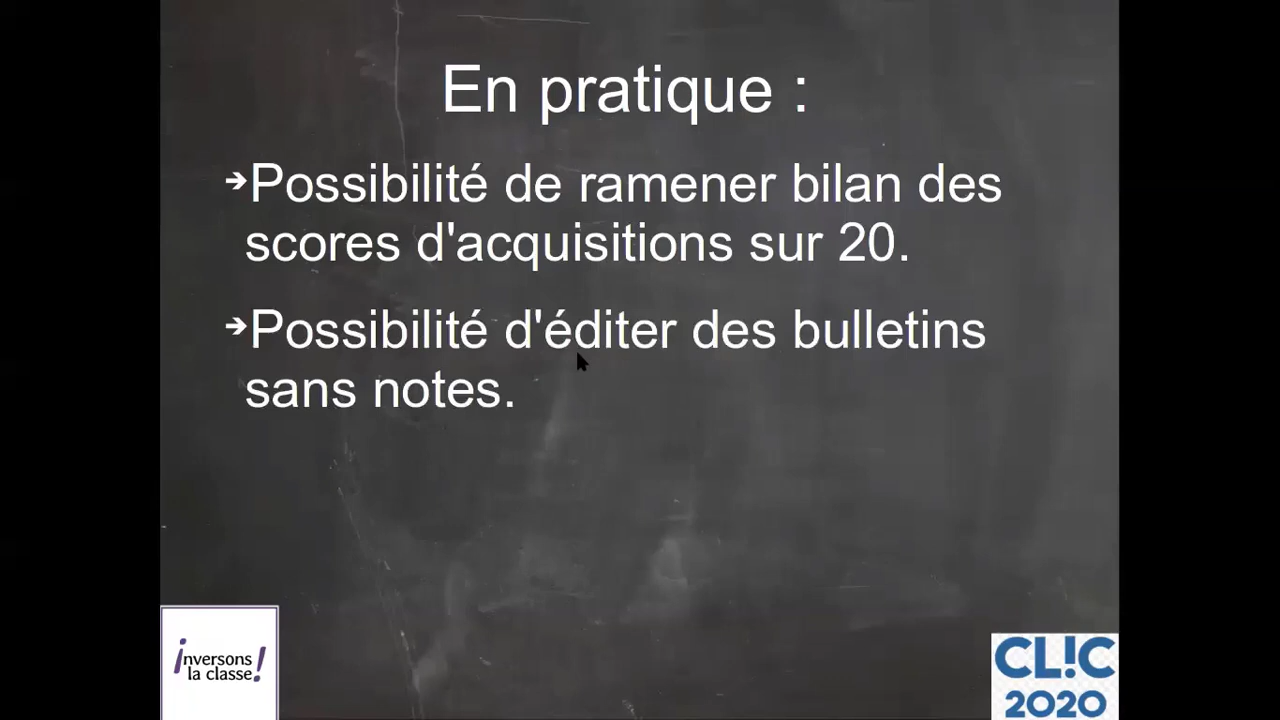 En pratique :
➔Possibilité de ramener bilan des
scores d'acquisitions sur 20.
➔Possibilité d'éditer des bulletins
sans notes.
¡nversons
la classe!
CL!C
2020